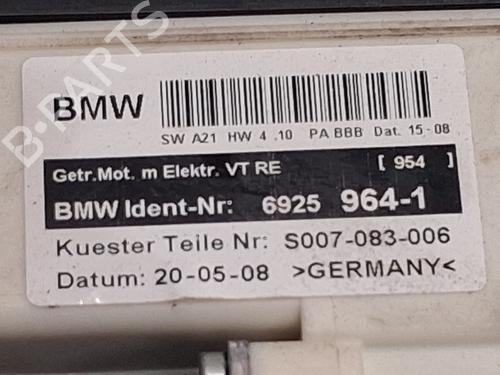 B-PARTS
BMW
SW A21 HW 4 .10 PA BBB Dat. 15-08
Getr.Mot. m Elektr. VT RE [ 954 ]
BMW Ident-Nr: 6925 964-1
Kuester Teile Nr: S007-083-006
Datum: 20-05-08 >GERMANY<